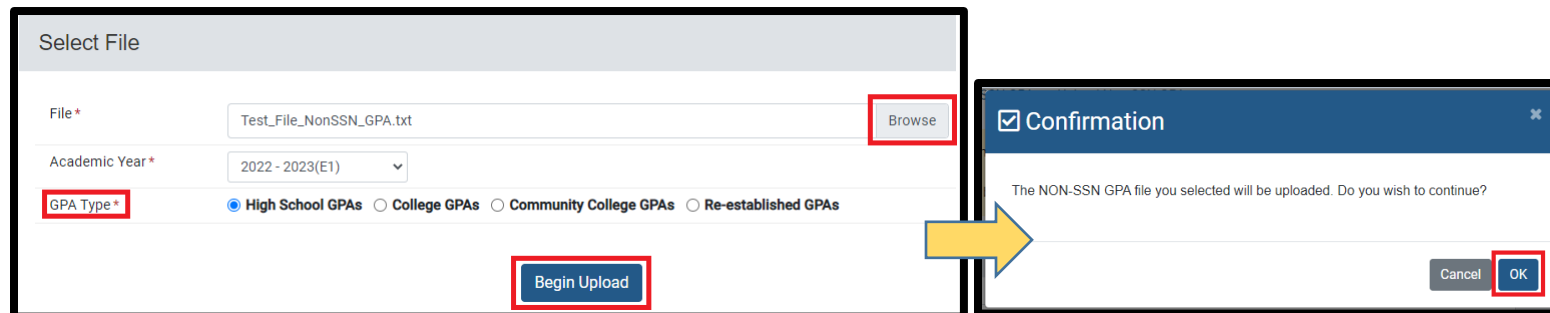 Select File
File *
Test_File_NonSSN_GPA.txt
Browse
Academic Year *
2022 - 2023(E1)
GPA Type *
High School GPAs College GPAs Community College GPAs Re-established GPAs
Begin Upload
Confirmation
The NON-SSN GPA file you selected will be uploaded. Do you wish to continue?
Cancel OK